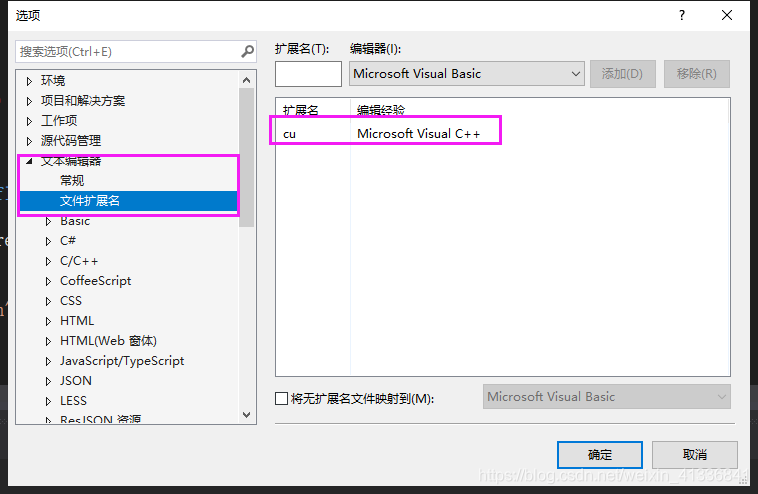 选项
搜索选项(Ctrl+E)
环境
项目和解决方案
工作项
源代码管理
文本编辑器
常规
文件扩展名
Basic
C#
C/C++
CoffeeScript
CSS
HTML
HTML(Web 窗体)
JavaScript/TypeScript
JSON
LESS
ResJSON 资源
扩展名(T):
编辑器(I):
Microsoft Visual Basic
添加(D)
移除(R)
扩展名 编辑经验
cu Microsoft Visual C++
将无扩展名文件映射到(M):
Microsoft Visual Basic
确定
取消
https://blog.csdn.net/weixin_41336841